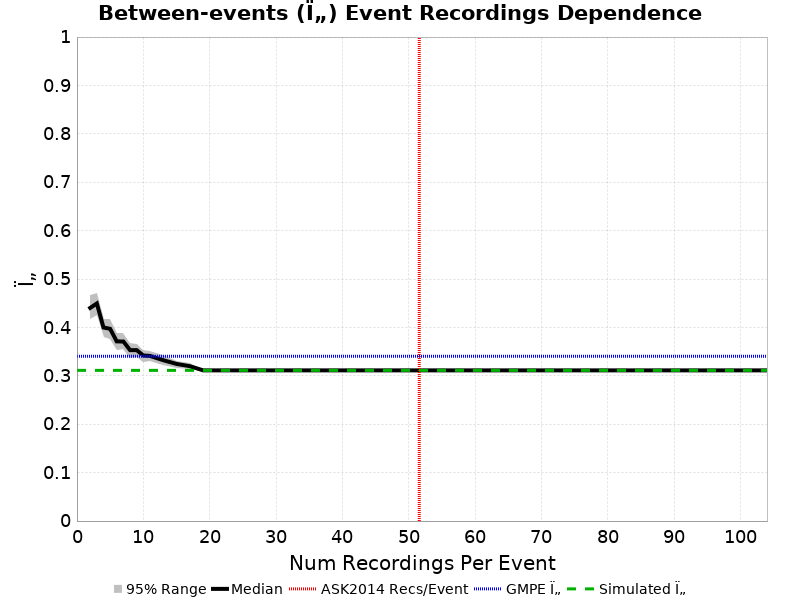 Between-events (Ï„) Event Recordings Dependence
1
0.9
0.8
0.7
0.6
0.5
0.4
0.3
0.2
0.1
0
Ï„
0 10 20 30 40 50 60 70 80 90 100
Num Recordings Per Event
95% Range Median ASK2014 Recs/Event GMPE Ï„ Simulated Ï„